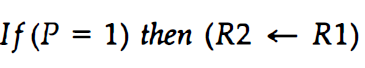 If (P = 1) then (R2 ← R1)